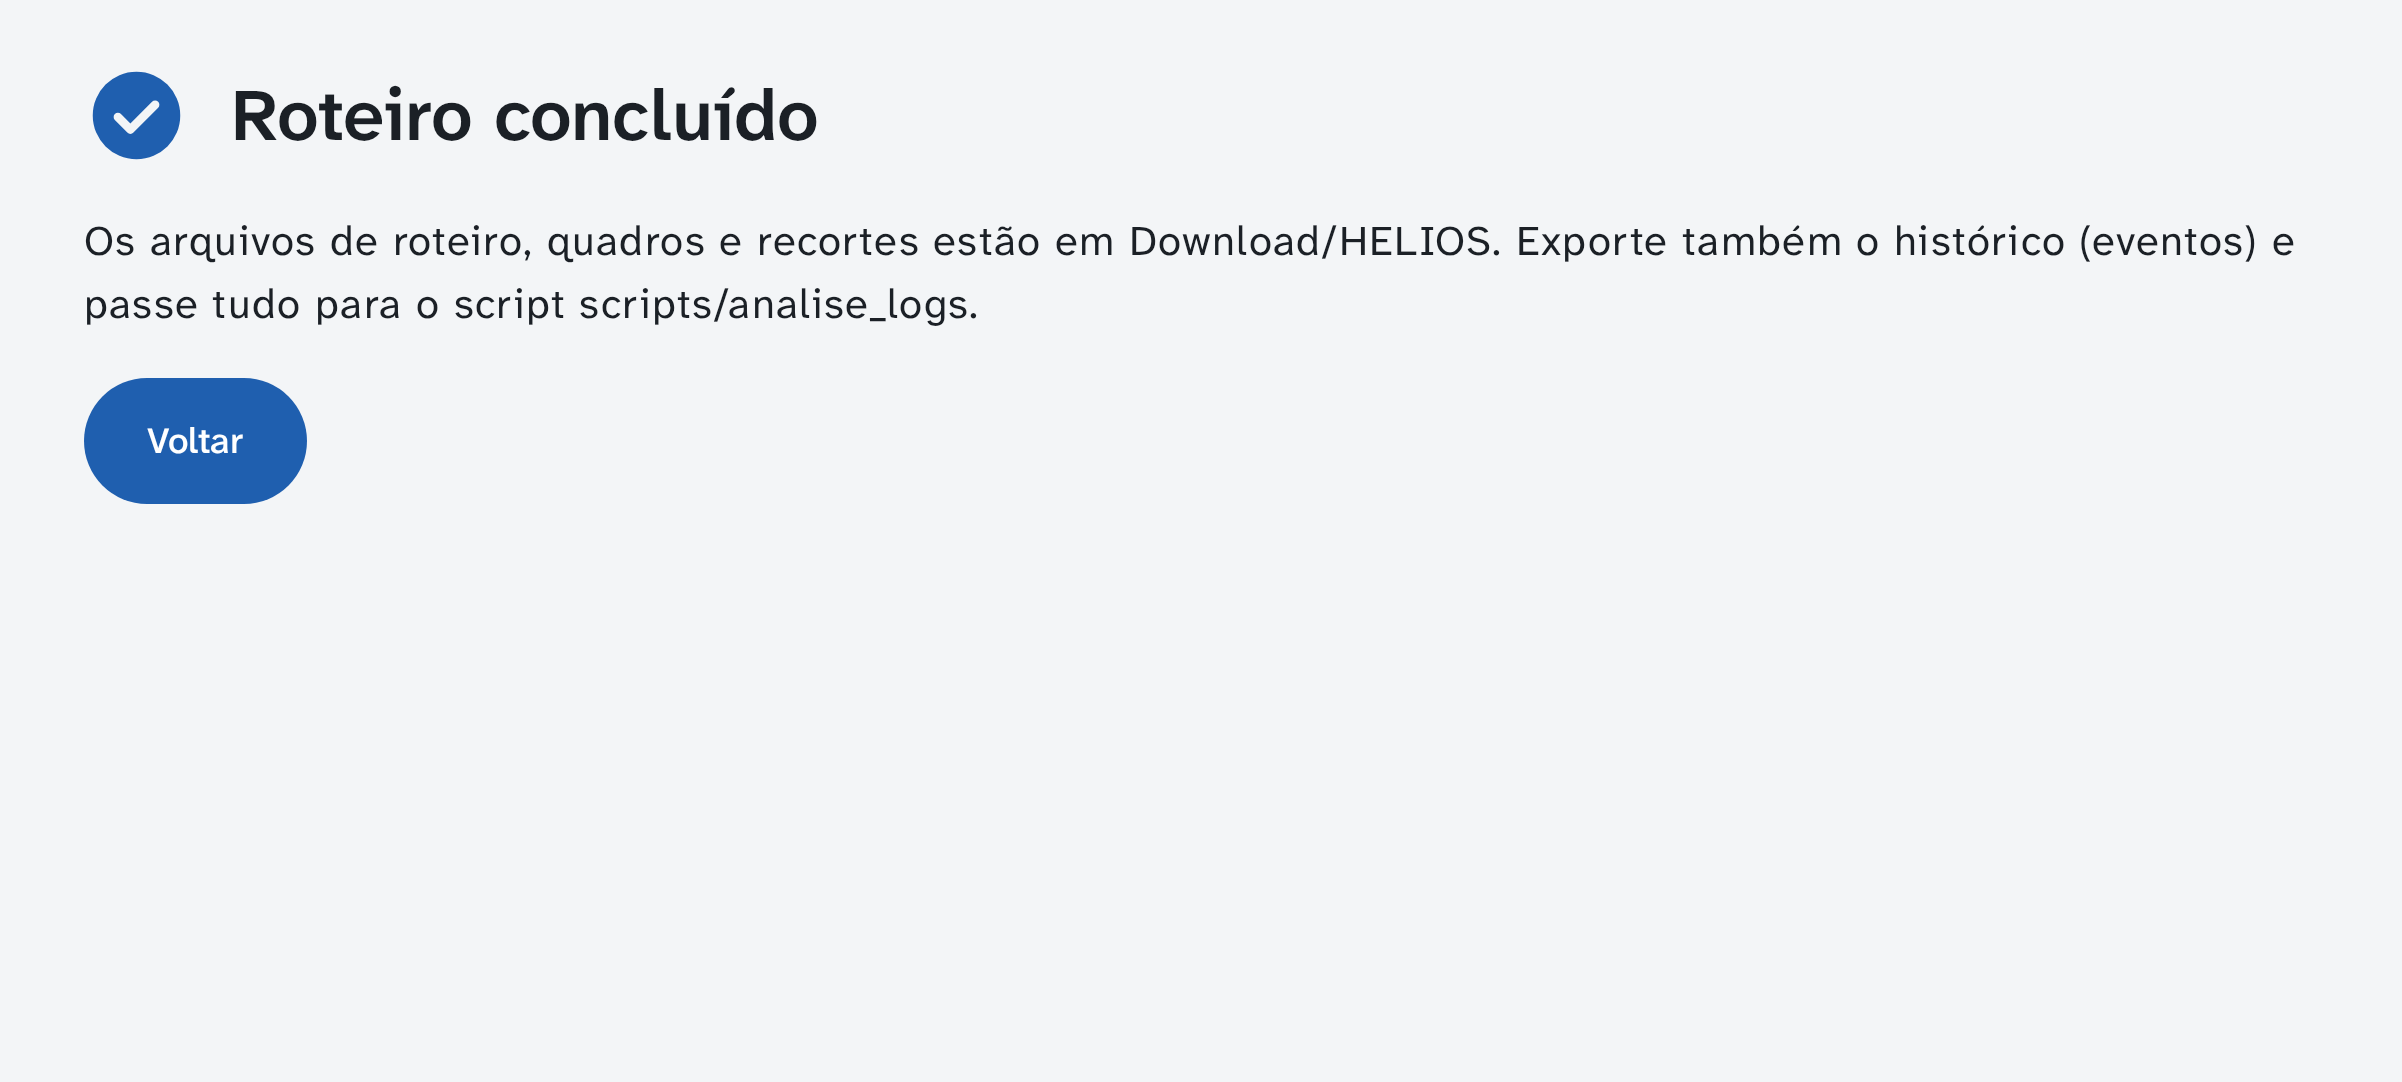 Roteiro concluído
Os arquivos de roteiro, quadros e recortes estão em Download/HELIOS. Exporte também o histórico (eventos) e
passe tudo para o script scripts/analise_logs.
Voltar